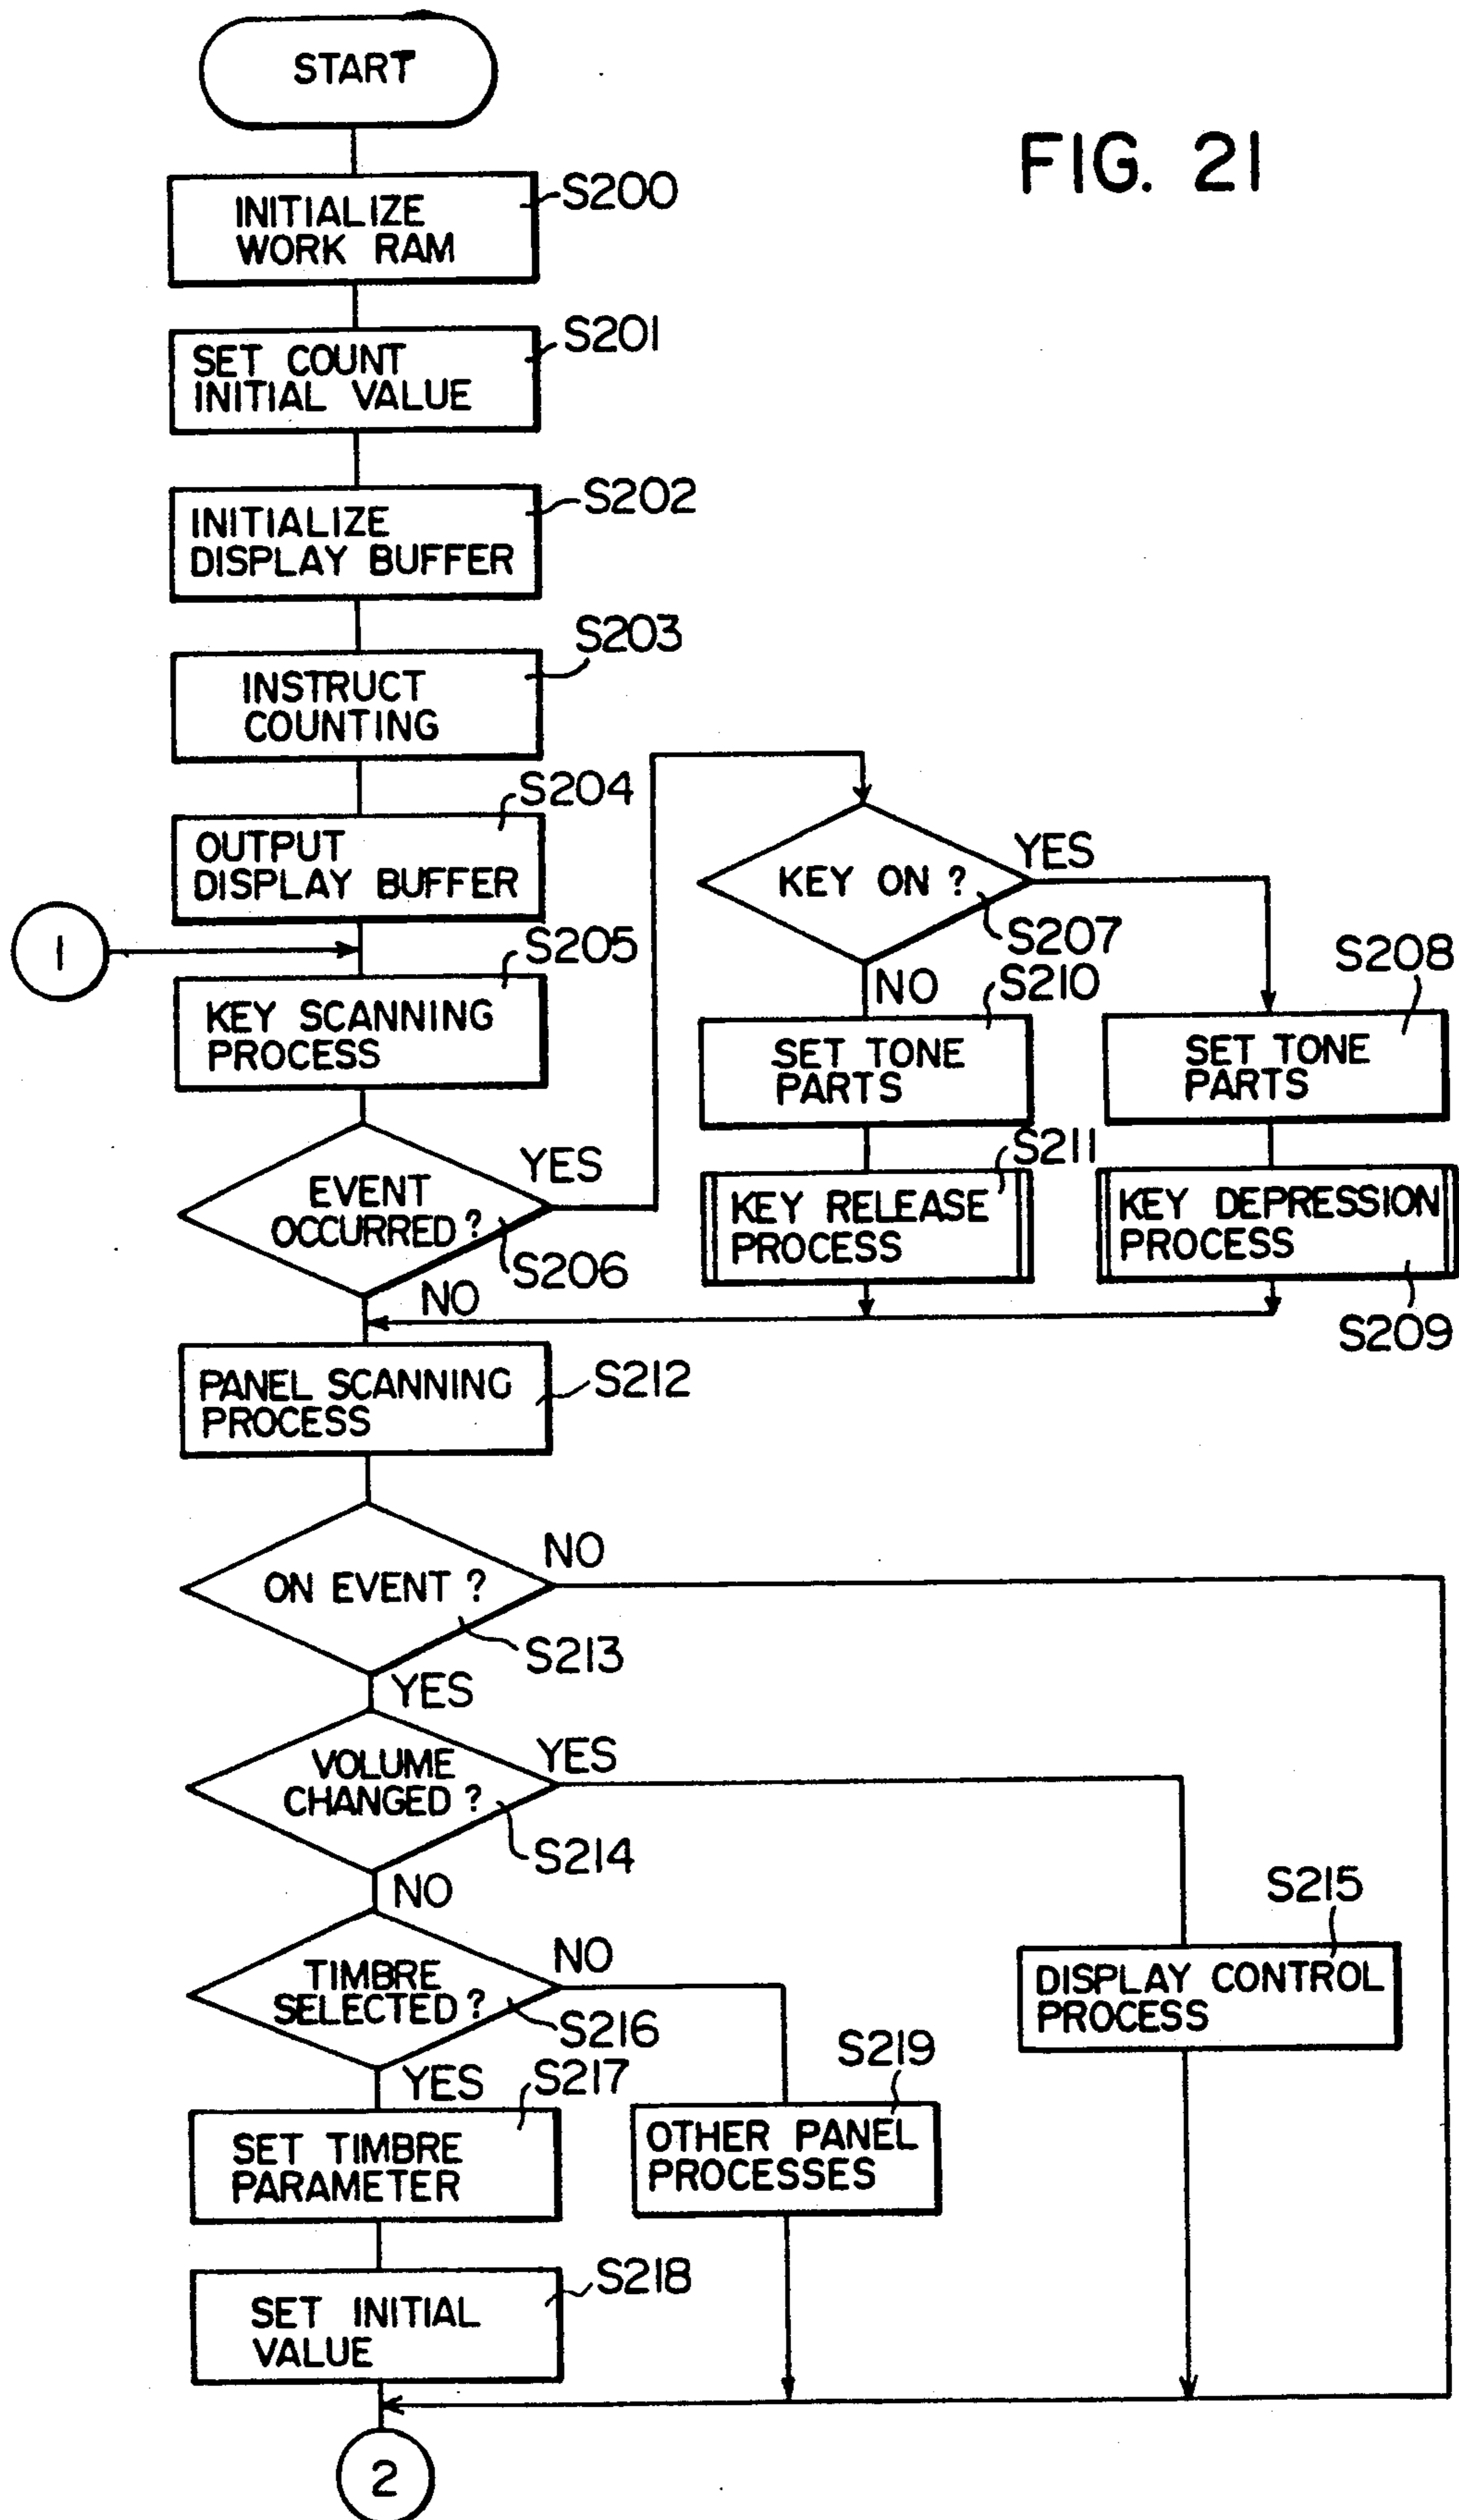 START
FIG. 21
INITIALIZE
WORK RAM
S200
SET COUNT
INITIAL VALUE
S201
INITIALIZE
DISPLAY BUFFER
S202
INSTRUCT
COUNTING
S203
OUTPUT
DISPLAY BUFFER
S204
1
KEY SCANNING
PROCESS
S205
EVENT
OCCURRED?
YES
S206
NO
KEY ON ?
YES
S207
NO
SET TONE
PARTS
S210
KEY RELEASE
PROCESS
S211
SET TONE
PARTS
S208
KEY DEPRESSION
PROCESS
S209
PANEL SCANNING
PROCESS
S212
ON EVENT ?
NO
S213
YES
VOLUME
CHANGED ?
YES
S214
NO
DISPLAY CONTROL
PROCESS
S215
TIMBRE
SELECTED ?
NO
S216
YES
SET TIMBRE
PARAMETER
S217
OTHER PANEL
PROCESSES
S219
SET INITIAL
VALUE
S218
2